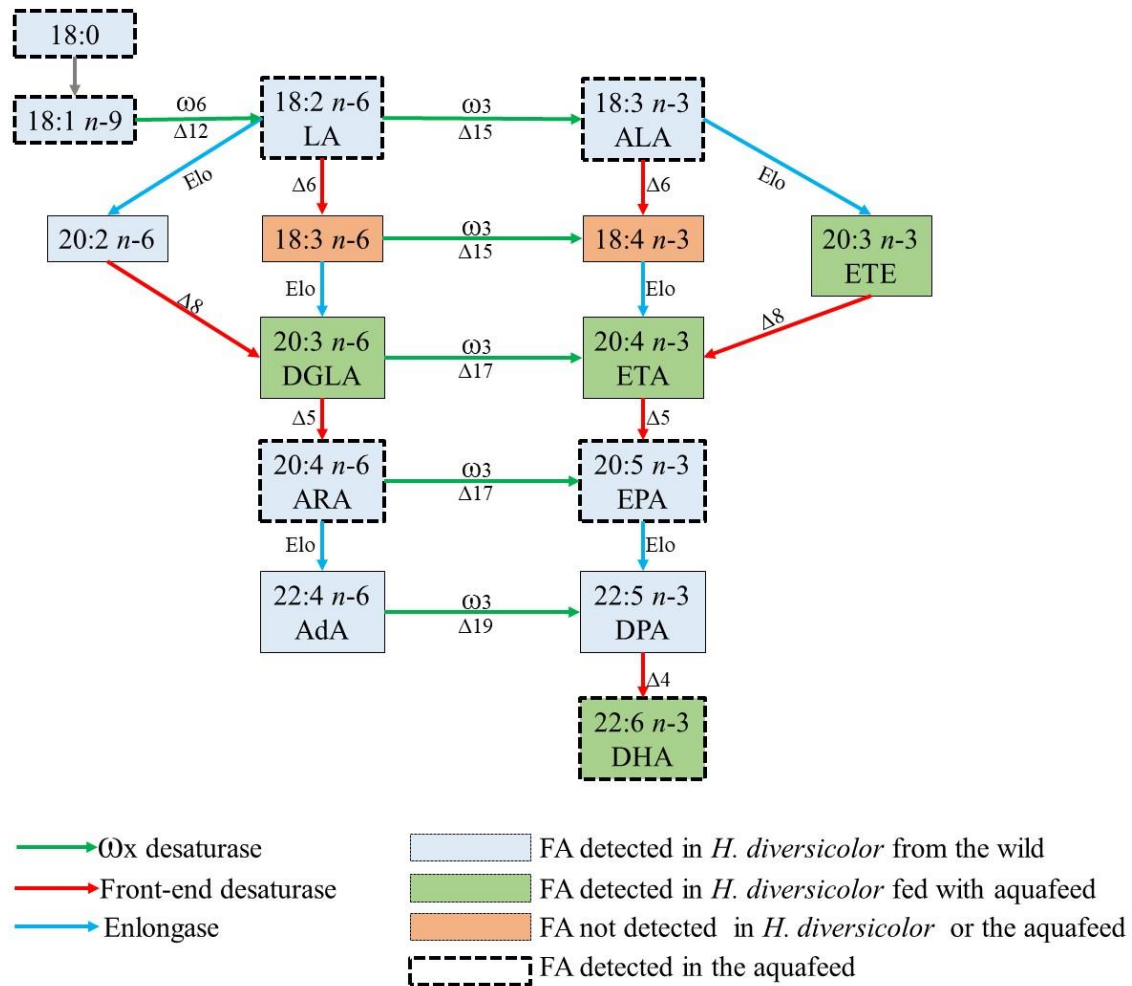 18:0
18:1 n-9
ω6
Δ12
18:2 n-6
LA
ω3
Δ15
18:3 n-3
ALA
Elo
Δ6
Δ6
Elo
20:2 n-6
18:3 n-6
ω3
Δ15
18:4 n-3
20:3 n-3
ETE
Δ8
Elo
Elo
Δ8
20:3 n-6
DGLA
ω3
Δ17
20:4 n-3
ETA
Δ5
Δ5
20:4 n-6
ARA
ω3
Δ17
20:5 n-3
EPA
Elo
Elo
22:4 n-6
AdA
ω3
Δ19
22:5 n-3
DPA
Δ4
22:6 n-3
DHA
ωx desaturase
Front-end desaturase
Enlongase
FA detected in H. diversicolor from the wild
FA detected in H. diversicolor fed with aquafeed
FA not detected in H. diversicolor or the aquafeed
FA detected in the aquafeed